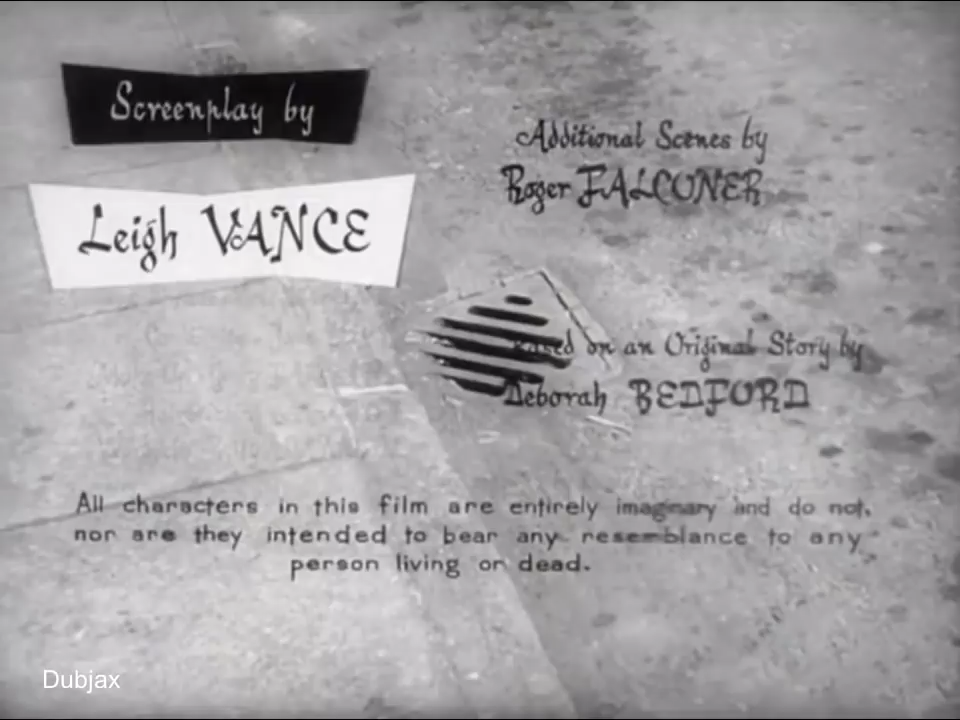 Screenplay by
Leigh VANCE
Additional Scenes by
Roger FALCONER
Based on an Original Story by
Deborah BEDFORD
All characters in this film are entirely imaginary and do not,
nor are they intended to bear any resemblance to any
person living or dead.
Dubjax